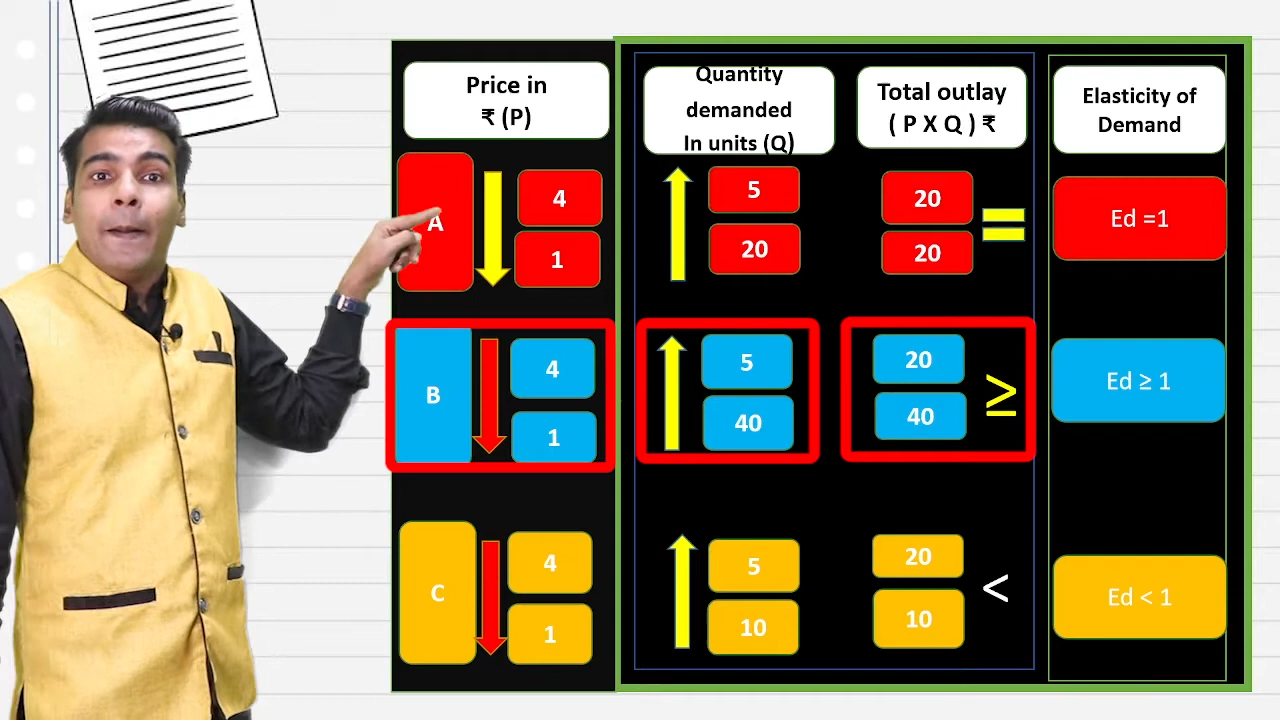 Price in
₹ (P)
Quantity
demanded
In units (Q)
Total outlay
( P X Q ) ₹
Elasticity of
Demand
A
4
1
5
20
20
20
=
Ed =1
B
4
1
5
40
20
40
≥
Ed ≥ 1
C
4
1
5
10
20
10
<
Ed < 1